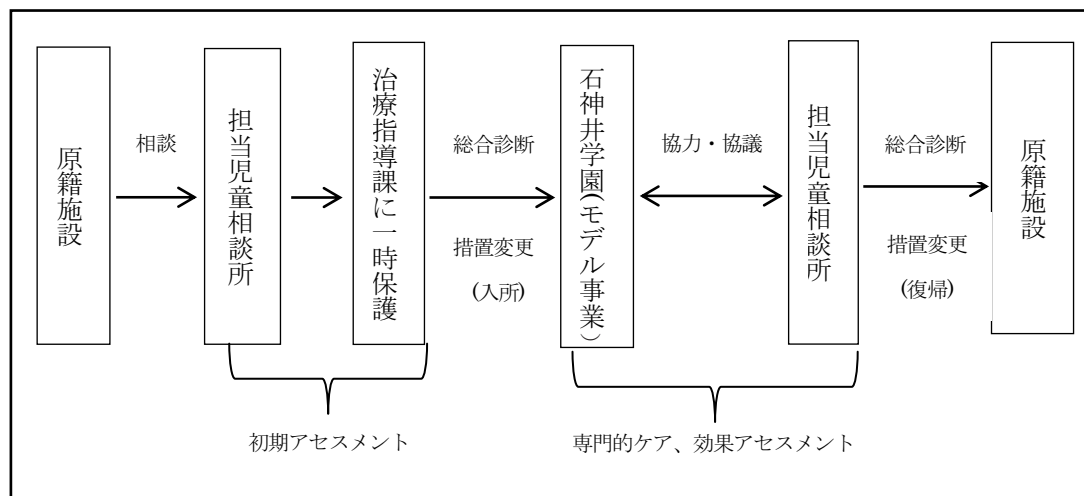 原籍施設
相談
担当児童相談所
治療指導課に一時保護
総合診断
措置変更
(入所)
石神井学園(モデル事業)
協力・協議
担当児童相談所
総合診断
措置変更
(復帰)
原籍施設
初期アセスメント
専門的ケア、効果アセスメント